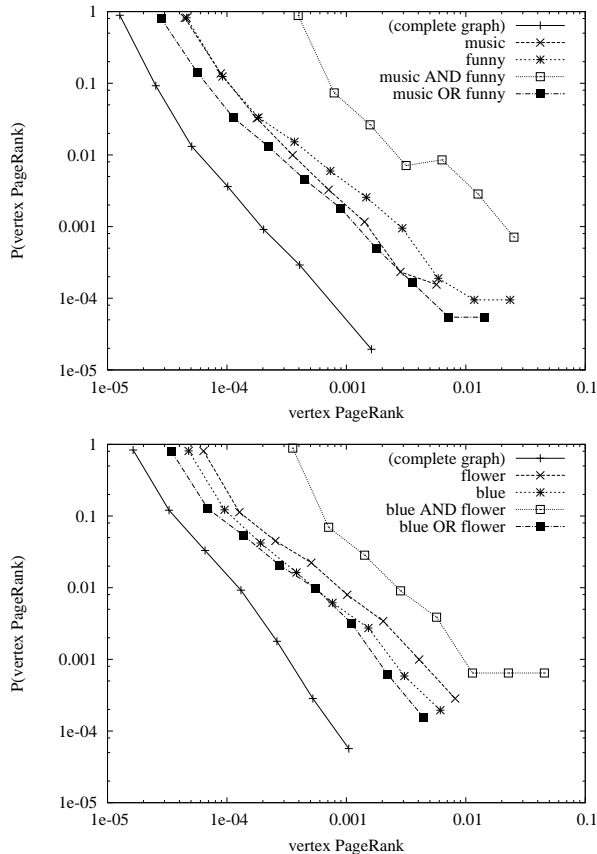 1
0.1
0.01
0.001
1e-04
1e-05
P(vertex PageRank)
(complete graph)
music
funny
music AND funny
music OR funny
1e-05 1e-04 0.001 0.01 0.1
vertex PageRank
1
0.1
0.01
0.001
1e-04
1e-05
P(vertex PageRank)
(complete graph)
flower
blue
blue AND flower
blue OR flower
1e-05 1e-04 0.001 0.01 0.1
vertex PageRank